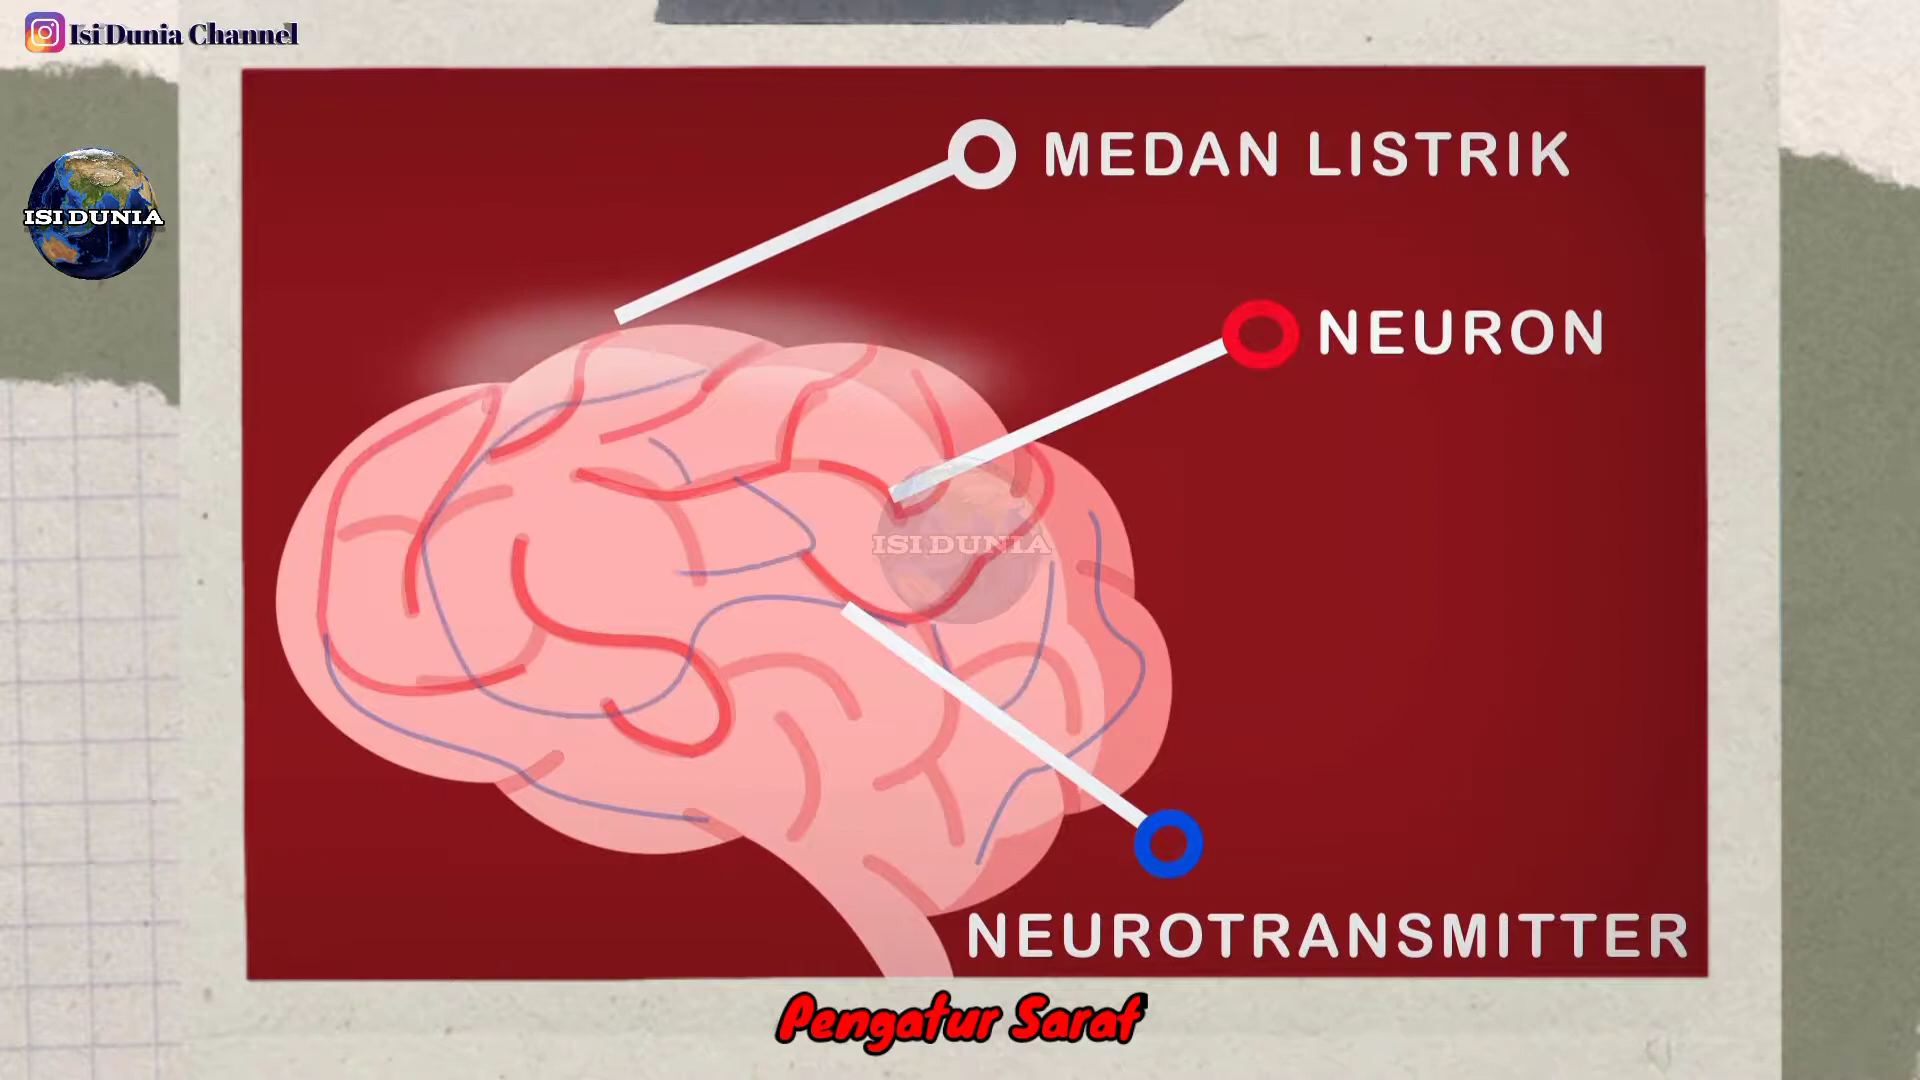 Isi Dunia Channel
ISI DUNIA
MEDAN LISTRIK
NEURON
ISI DUNIA
NEUROTRANSMITTER
Pengatur Saraf